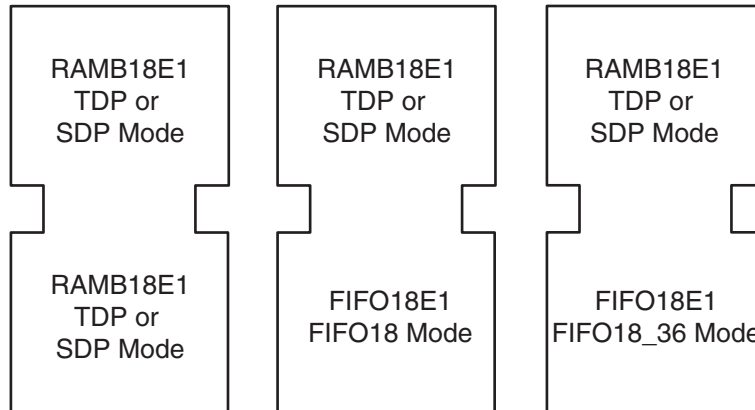 RAMB18E1
TDP or
SDP Mode
RAMB18E1
TDP or
SDP Mode
RAMB18E1
TDP or
SDP Mode
RAMB18E1
TDP or
SDP Mode
FIFO18E1
FIFO18 Mode
FIFO18E1
FIFO18_36 Mode